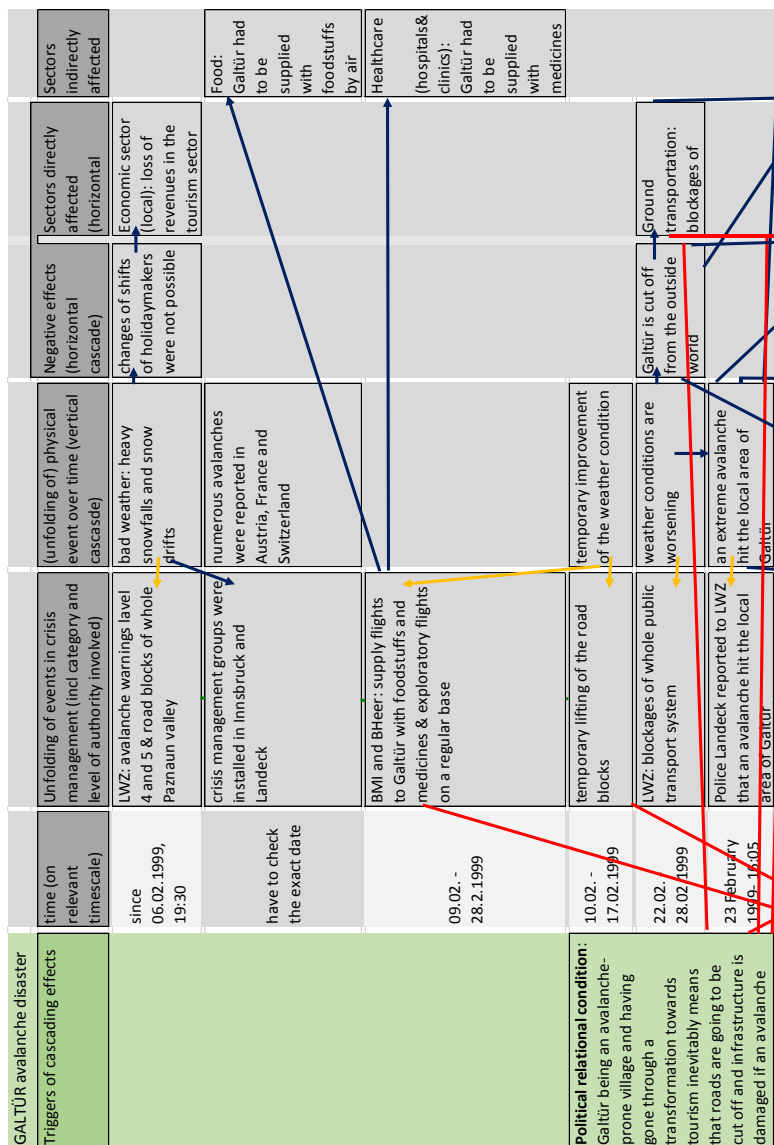 GALTÜR avalanche disaster
Triggers of cascading effects
time (on
relevant
timescale)
Unfolding of events in crisis
management (incl category and
level of authority involved)
(unfolding of) physical
event over time (vertical
cascasde)
Negative effects
(horizontal
cascade)
Sectors directly
affected
(horizontal)
Sectors
indirectly
affected
since
06.02.1999,
19:30
LWZ: avalanche warnings level
4 and 5 & road blocks of whole
Paznaun valley
bad weather: heavy
snowfalls and snow
drifts
changes of shifts
of holidaymakers
were not possible
Economic sector
(local): loss of
revenues in the
tourism sector
have to check
the exact date
crisis management groups were
installed in Innsbruck and
Landeck
numerous avalanches
were reported in
Austria, France and
Switzerland
Food:
Galtür had
to be
supplied
with
foodstuffs
by air
09.02. -
28.2.1999
BMI and BHeer: supply flights
to Galtür with foodstuffs and
medicines & exploratory flights
on a regular base
Healthcare
(hospitals&
clinics):
Galtür had
to be
supplied
with
medicines
Political relational condition:
Galtür being an avalanche-
prone village and having
gone through a
transformation towards
tourism inevitably means
that roads are going to be
cut off and infrastructure is
damaged if an avalanche
10.02. -
17.02.1999
temporary lifting of the road
blocks
temporary improvement
of the weather condition
22.02. -
28.02.1999
LWZ: blockages of whole public
transport system
weather conditions are
worsening
Galtür is cut off
from the outside
world
Ground
transportation:
blockages of
23 February
1999- 16:05
Police Landeck reported to LWZ
that an avalanche hit the local
area of Galtür
an extreme avalanche
hit the local area of
Galtür